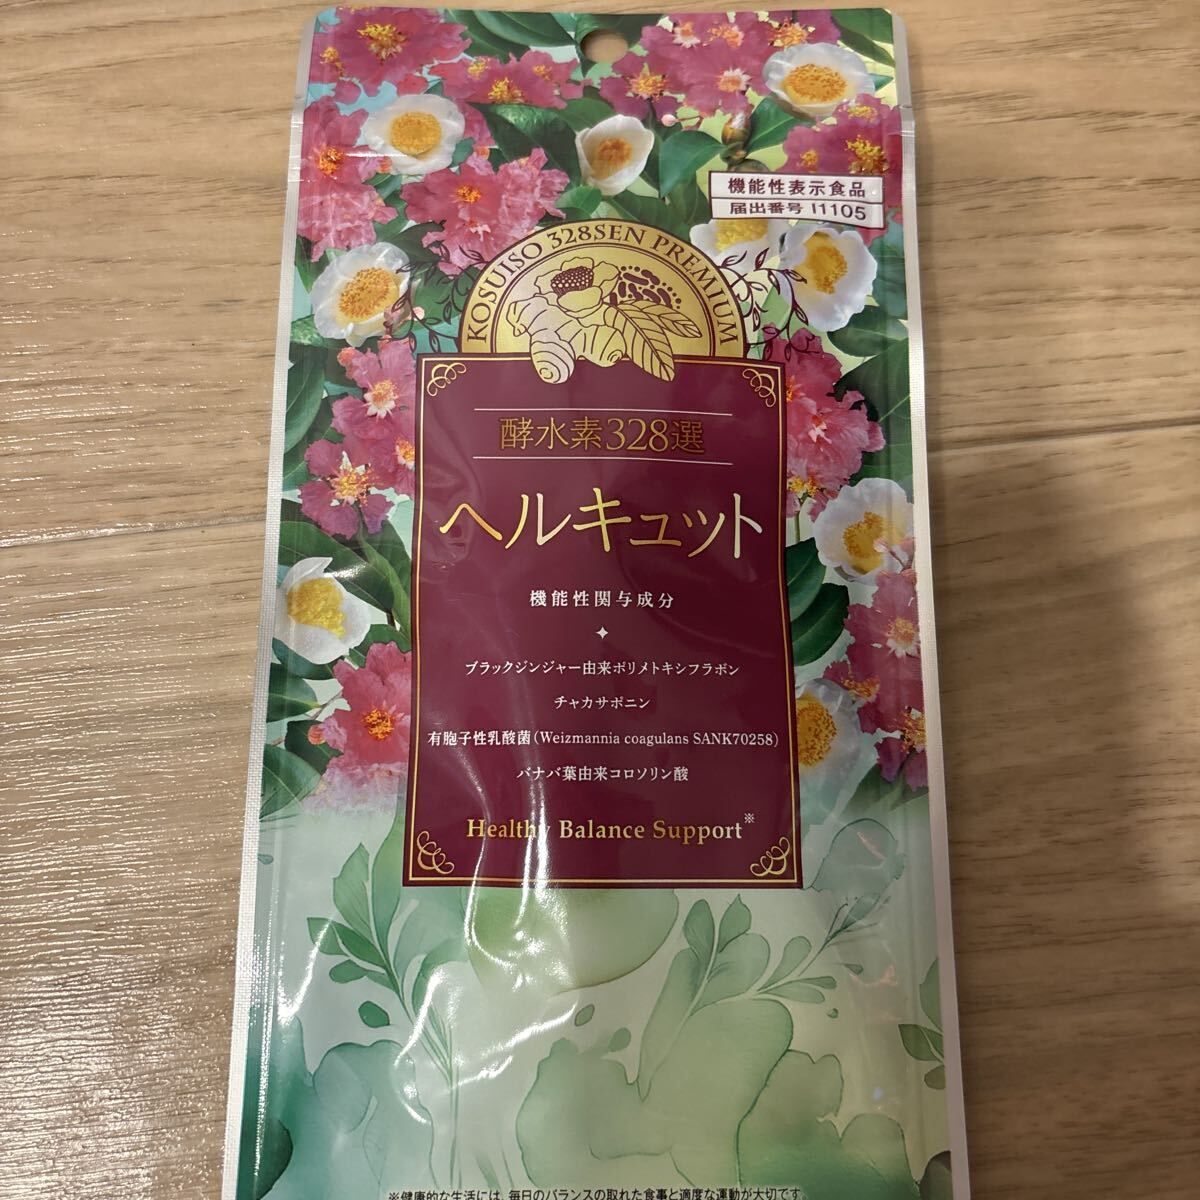 機能性表示食品
届出番号 I1105
KOSUISO 328SEN PREMIUM
酵水素328選
ヘルキュット
機能性関与成分
ブラックジンジャー由来ポリメトキシフラボン
チャカサポニン
有胞子性乳酸菌(Weizmannia coagulans SANK70258)
バナバ葉由来コロソリン酸
Healthy Balance Support※
※健康的な生活には、毎日のバランスの取れた食事と適度な運動が大切です。